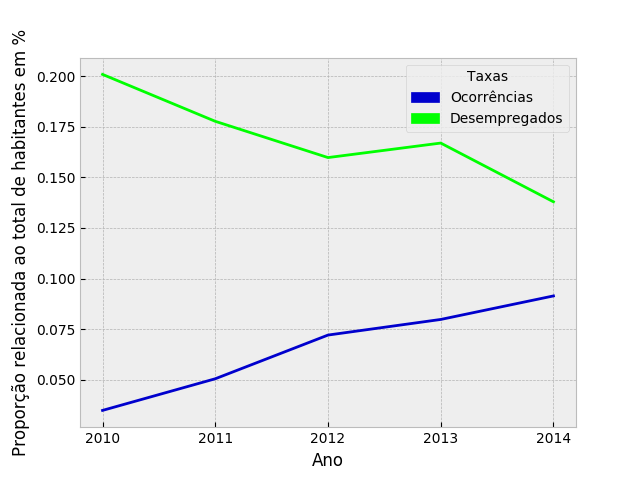 Proporção relacionada ao total de habitantes em %
Taxas
Ocorrências
Desempregados
0.200
0.175
0.150
0.125
0.100
0.075
0.050
2010 2011 2012 2013 2014
Ano